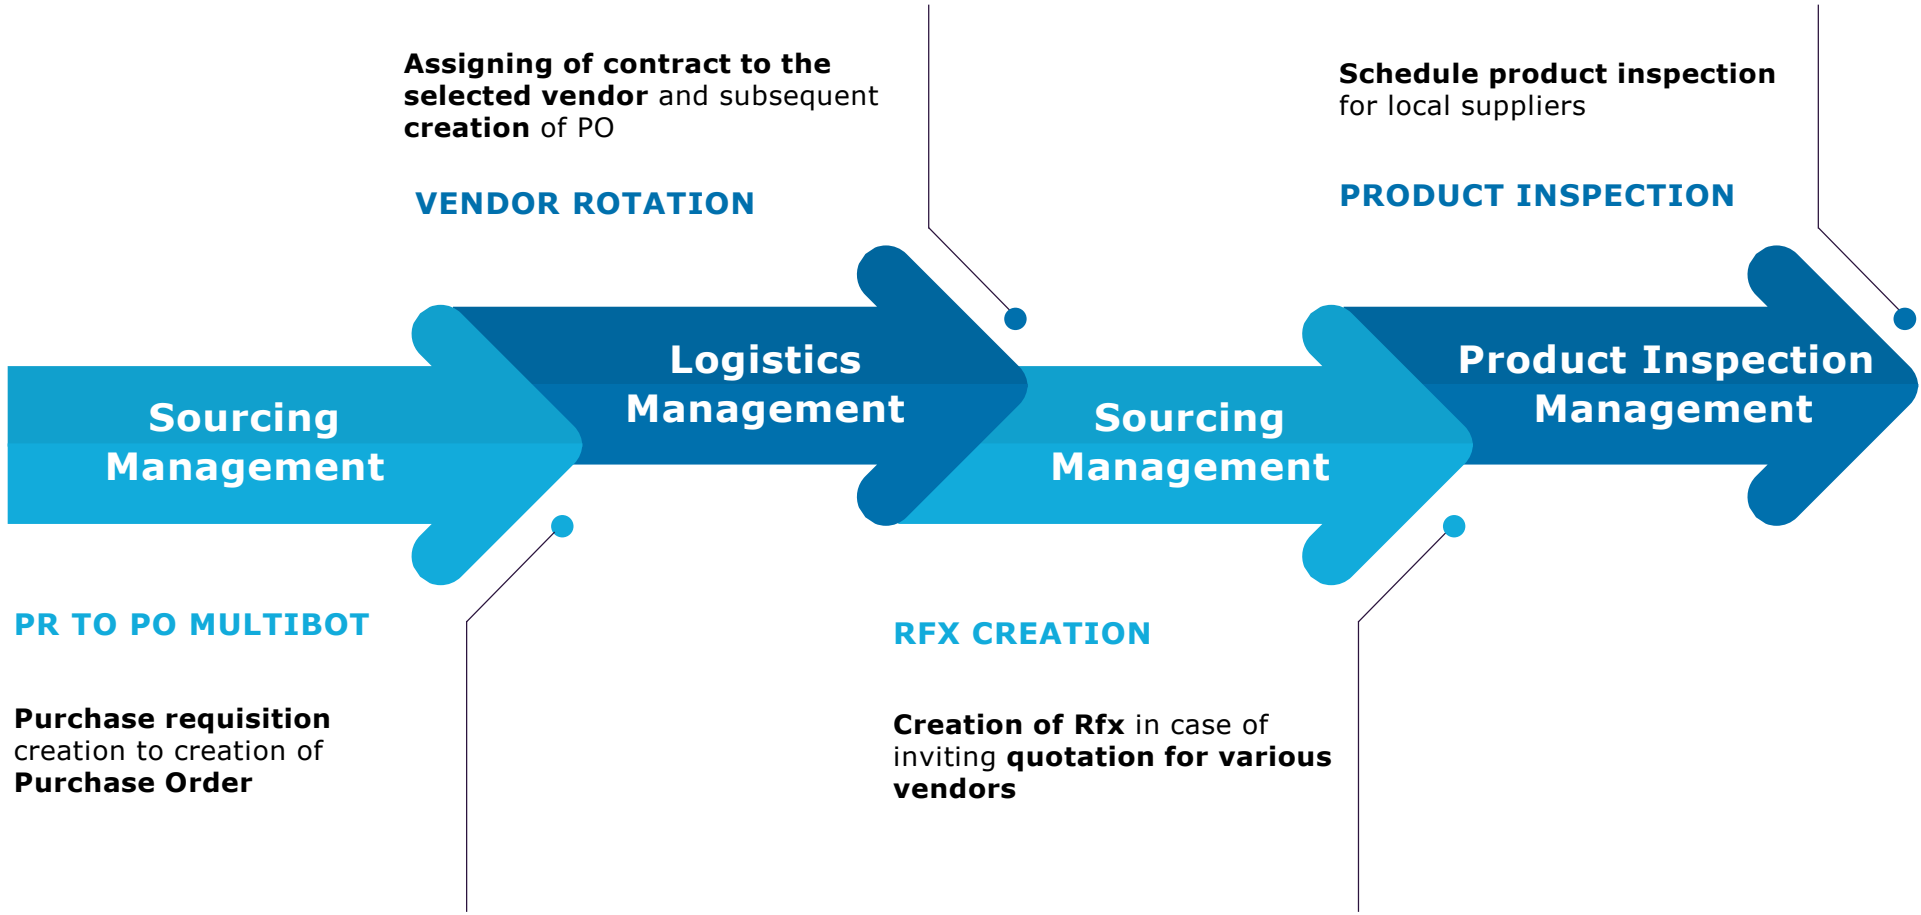 Assigning of contract to the
selected vendor and subsequent
creation of PO
VENDOR ROTATION
Schedule product inspection
for local suppliers
PRODUCT INSPECTION
Sourcing
Management
Logistics
Management
Sourcing
Management
Product Inspection
Management
PR TO PO MULTIBOT
Purchase requisition
creation to creation of
Purchase Order
RFX CREATION
Creation of Rfx in case of
inviting quotation for various
vendors